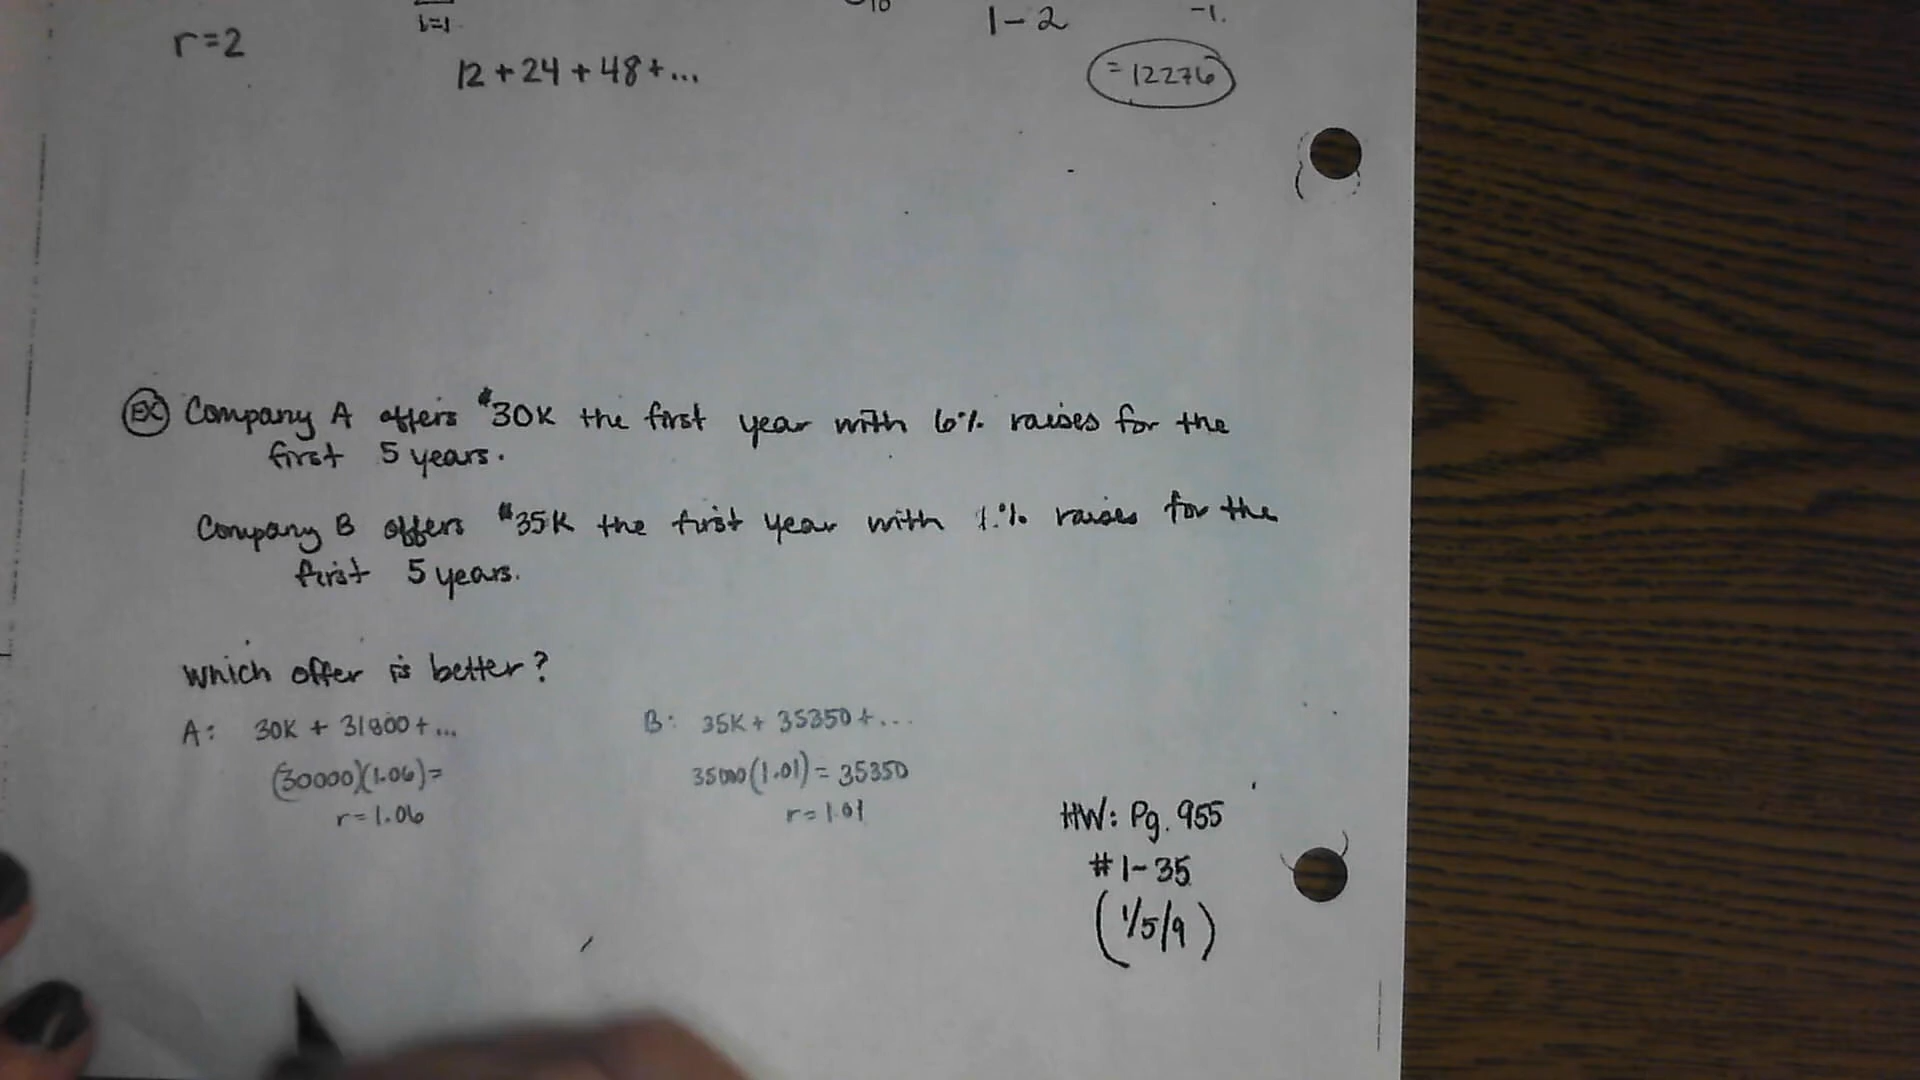 i=1
10
1-2
-1.
r=2
12+24+48+...
=12276
EX Company A offers $30K the first year with 6% raises for the
first 5 years.
Company B offers $35K the first year with 1.% raises for the
first 5 years.
which offer is better?
A: 30K + 31800+...
B: 35K + 35350+...
(30000)(1.06)=
35000(1.01)=35350
r=1.06
r=1.01
HW: Pg. 955
#1-35
(1/5/9)